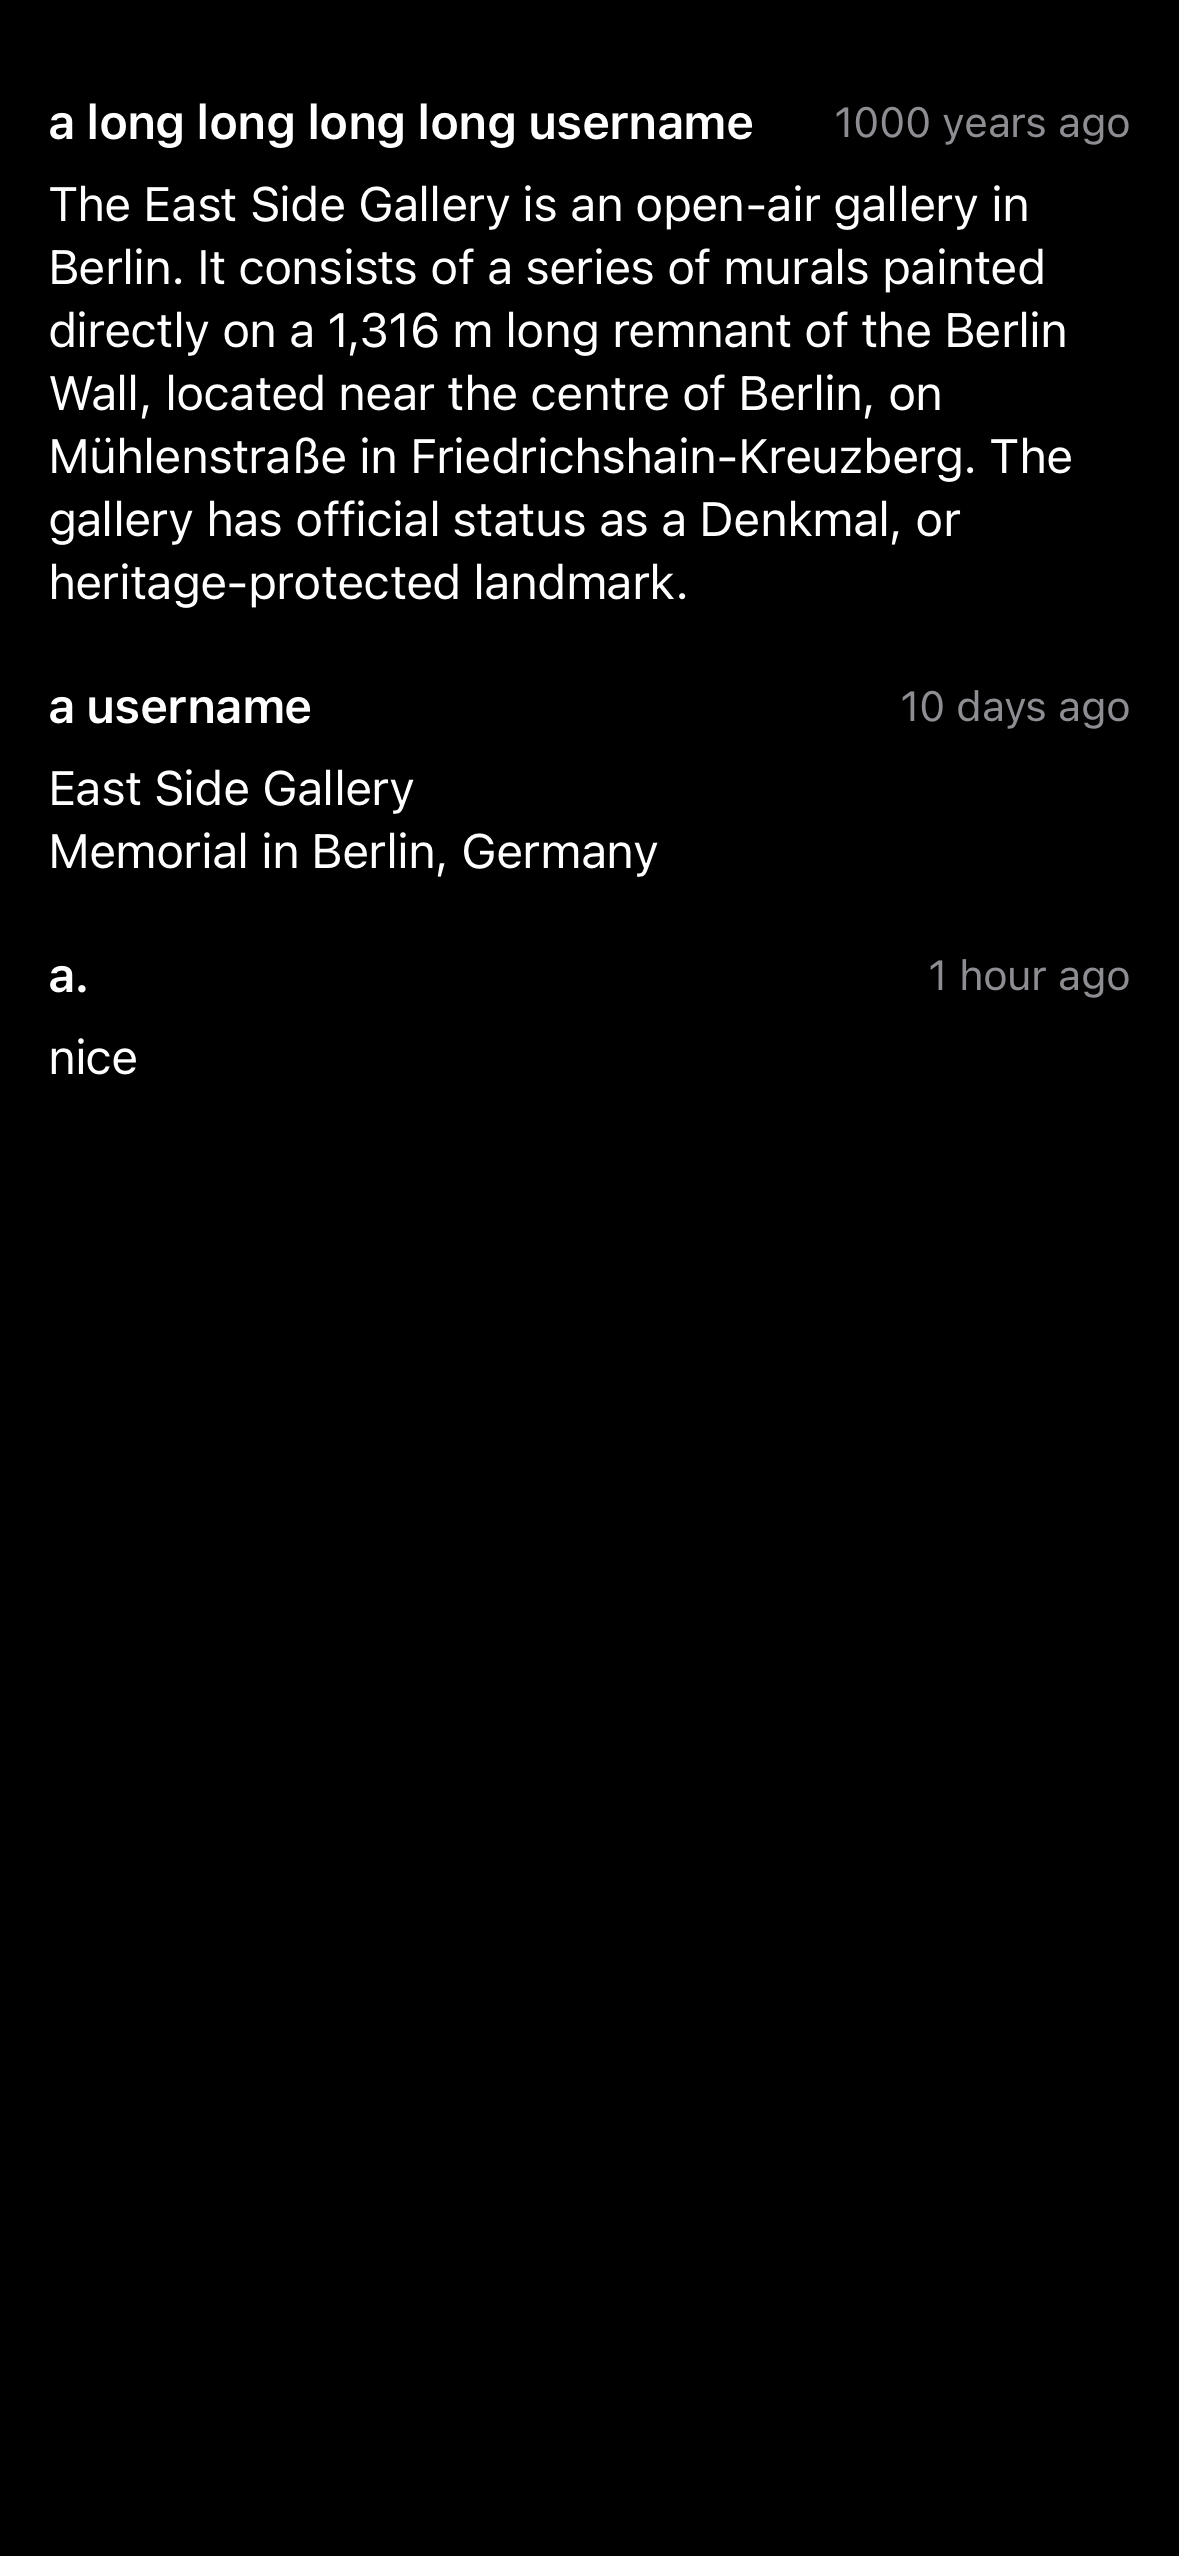 a long long long long username 1000 years ago
The East Side Gallery is an open-air gallery in
Berlin. It consists of a series of murals painted
directly on a 1,316 m long remnant of the Berlin
Wall, located near the centre of Berlin, on
Mühlenstraße in Friedrichshain-Kreuzberg. The
gallery has official status as a Denkmal, or
heritage-protected landmark.
a username 10 days ago
East Side Gallery
Memorial in Berlin, Germany
a. 1 hour ago
nice